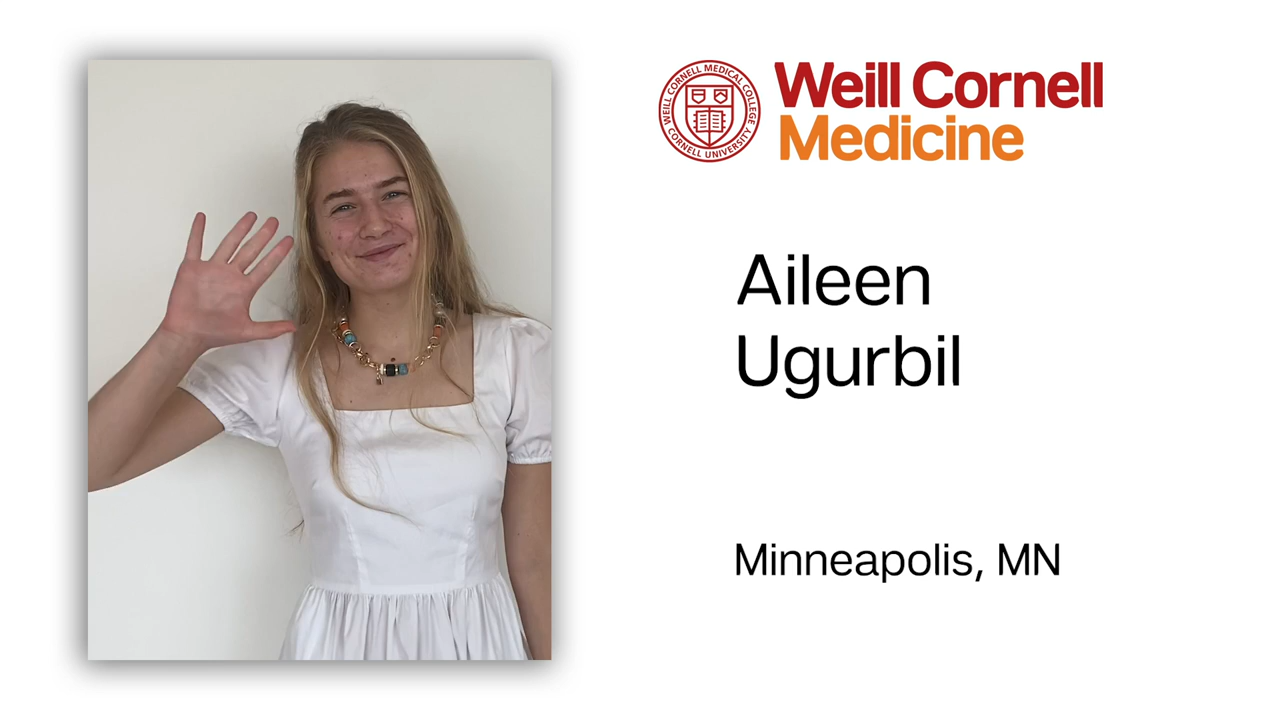 WEILL CORNELL MEDICAL COLLEGE
CORNELL UNIVERSITY
Weill Cornell
Medicine
Aileen
Ugurbil
Minneapolis, MN